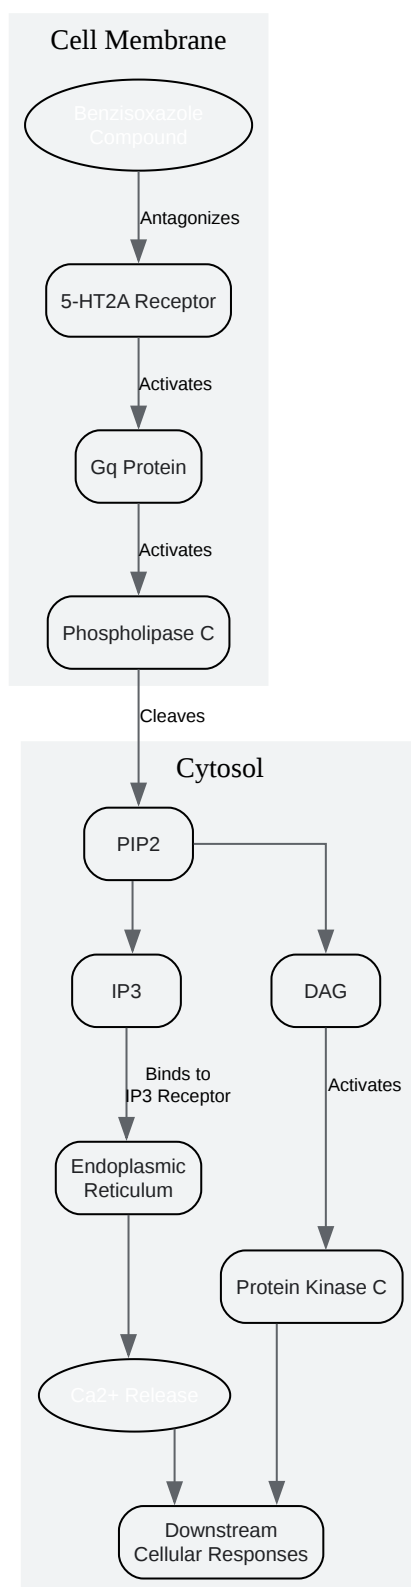 Cell Membrane
Benzisoxazole
Compound
Antagonizes
5-HT2A Receptor
Activates
Gq Protein
Activates
Phospholipase C
Cleaves
Cytosol
PIP2
IP3
DAG
Binds to
IP3 Receptor
Activates
Endoplasmic
Reticulum
Protein Kinase C
Ca2+ Release
Downstream
Cellular Responses